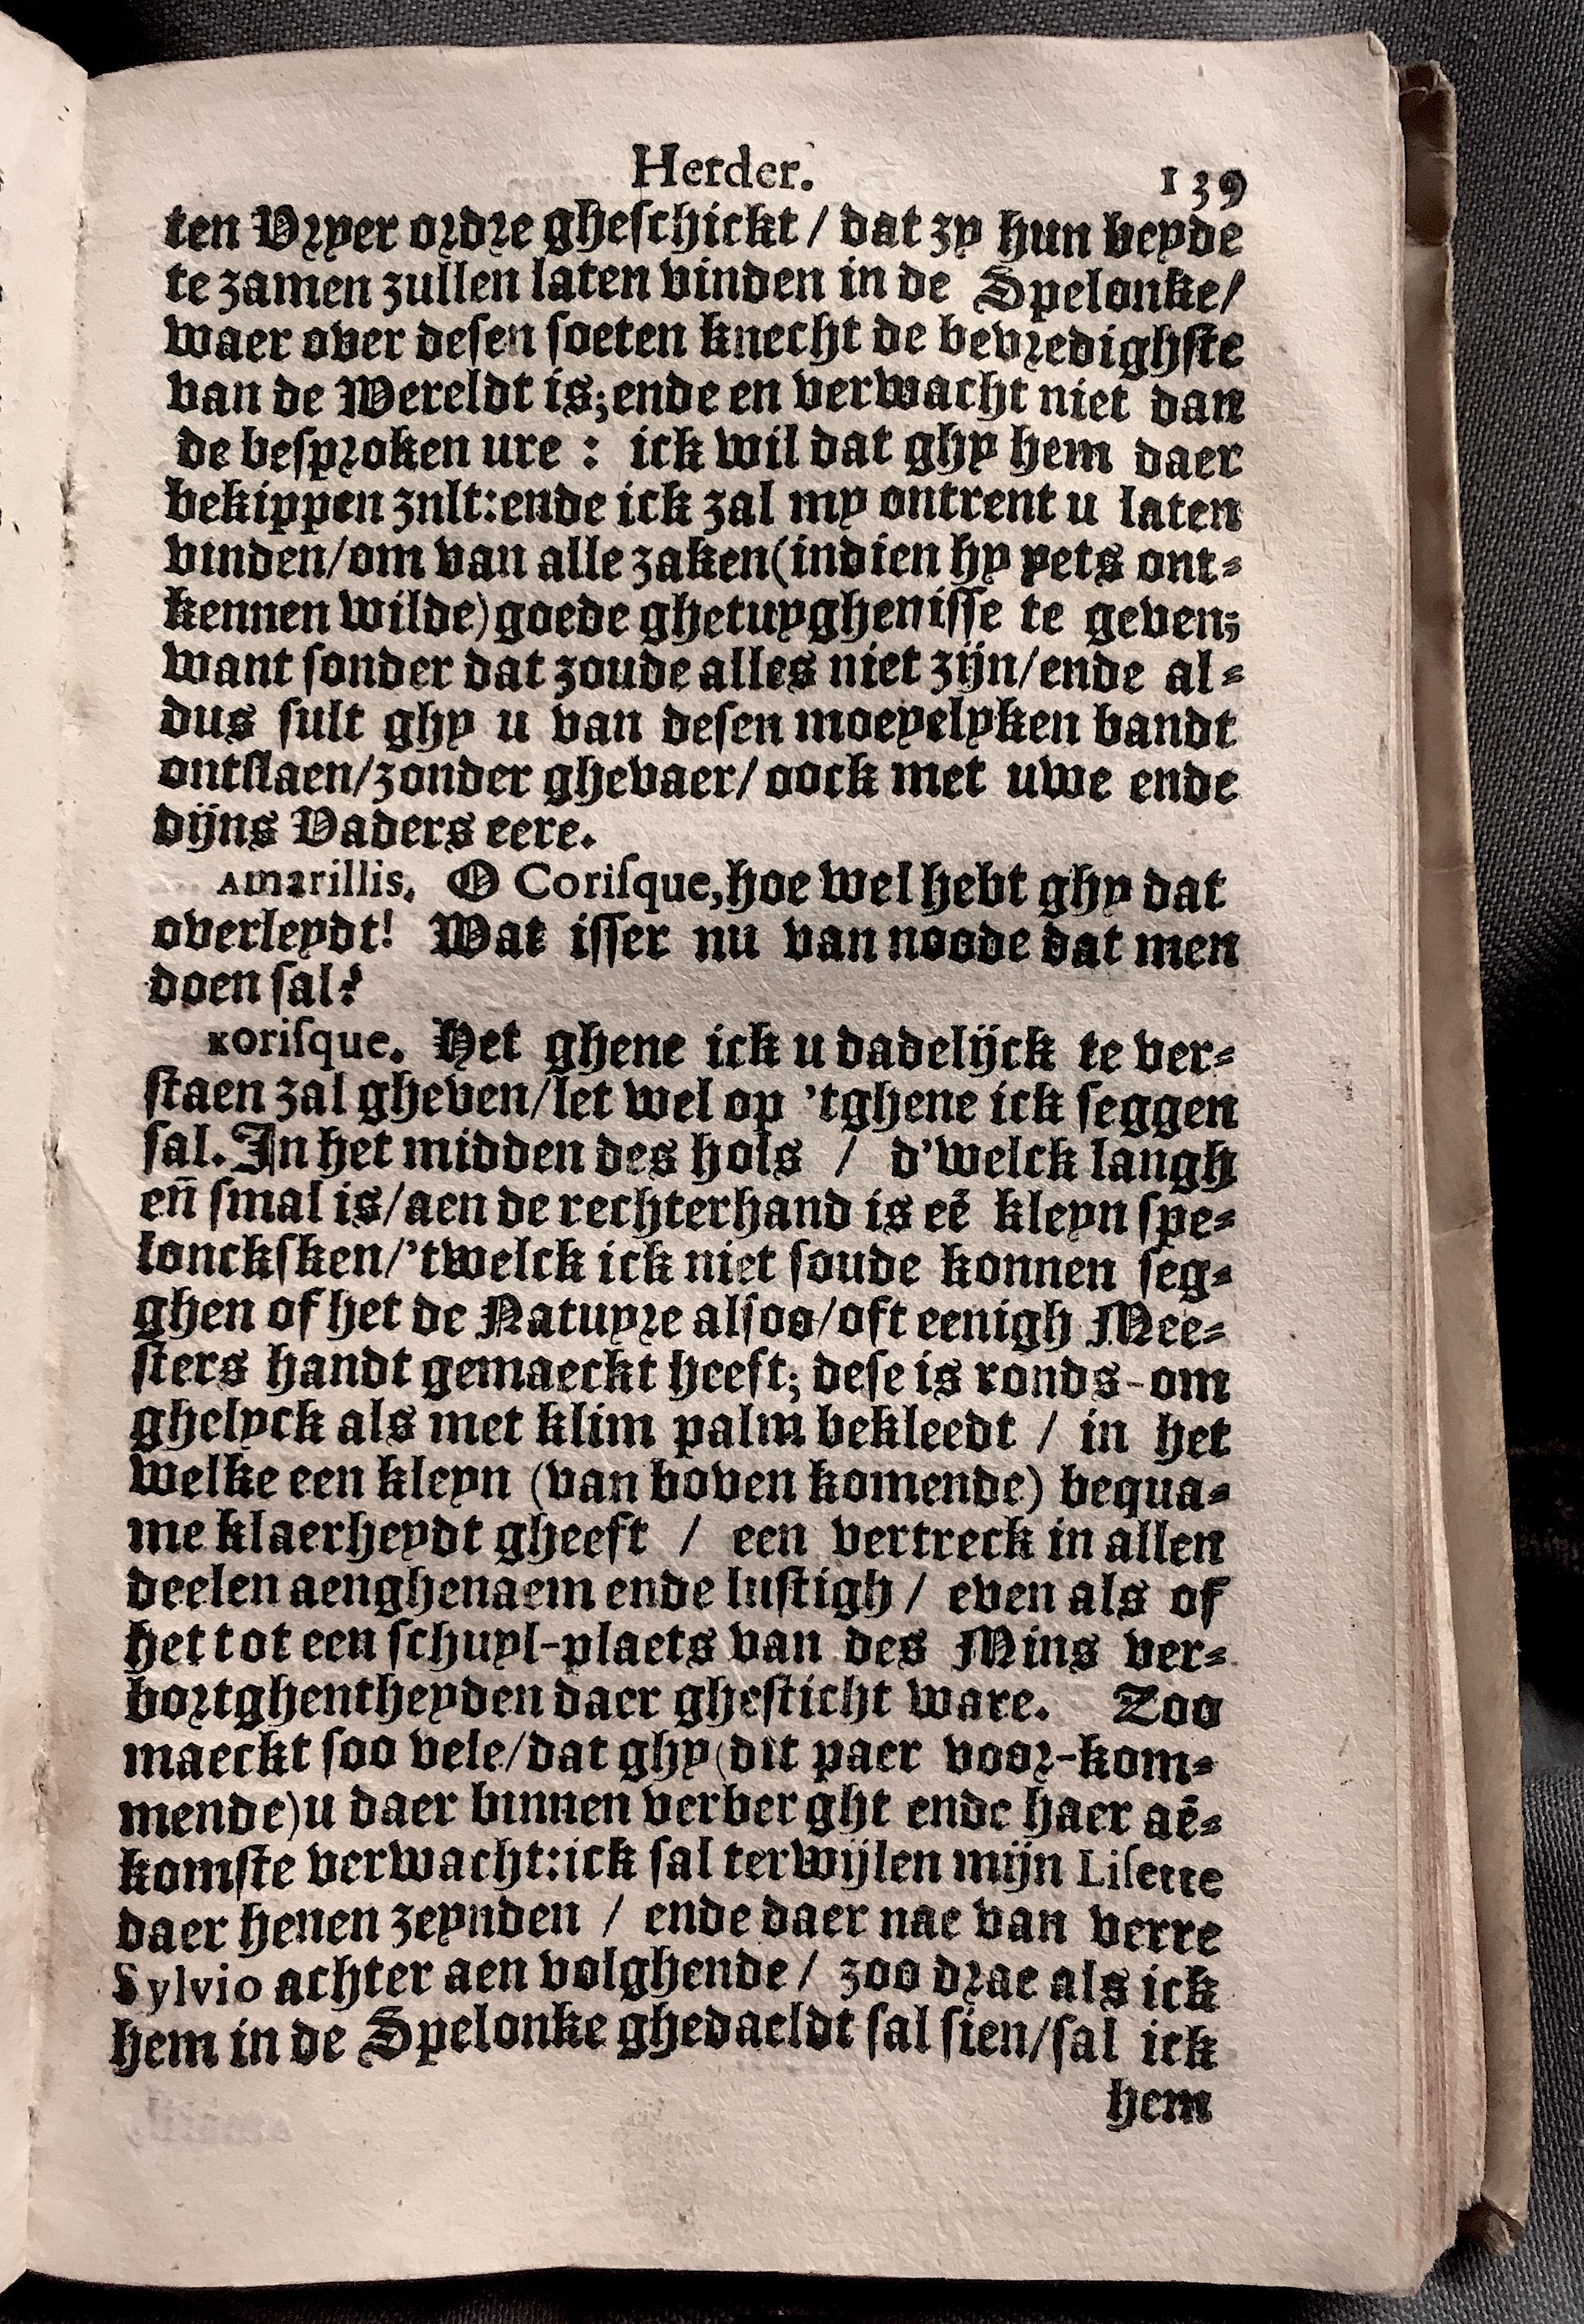 Herder. 139
ten Vryer ordre gheschickt / dat zy hun beyde
te zamen zullen laten vinden in de Spelonke /
waer over desen soeten knecht de bevredighste
van de Wereldt is; ende en verwacht niet dan
de besproken ure : ick wil dat ghy hem daer
bekippen znlt: ende ick zal my ontrent u laten
vinden / om van alle zaken (indien hy yets ont-
kennen wilde) goede ghetuyghenisse te geven;
want sonder dat zoude alles niet zijn / ende al-
dus sult ghy u van desen moeyelyken bandt
ontslaen / zonder ghevaer / oock met uwe ende
dijns Vaders eere.
Amarillis. O Corisque, hoe wel hebt ghy dat
overleydt! Wat isser nu van noode dat men
doen sal?
Korisque. Het ghene ick u dadelijck te ver-
staen zal gheven / let wel op 'tghene ick seggen
sal. In het midden des hols / d'welck langh
eñ smal is / aen de rechterhand is eē kleyn spe-
loncksken / 'twelck ick niet soude konnen seg-
ghen of het de Natuyre alsoo / oft eenigh Mee-
sters handt gemaeckt heeft; dese is ronds-om
ghelyck als met klim palm bekleedt / in het
welke een kleyn (van boven komende) bequa-
me klaerheydt gheeft / een vertreck in allen
deelen aenghenaem ende lustigh / even als of
het tot een schuyl-plaets van des Mins ver-
bortghentheyden daer ghesticht ware. Zoo
maeckt soo vele / dat ghy (dit paer voor-kom-
mende) u daer binnen verberght ende haer aē-
komste verwacht: ick sal terwijlen mijn Lisette
daer henen zeynden / ende daer nae van verre
Sylvio achter aen volghende / zoo drae als ick
hem in de Spelonke ghedaeldt sal sien / sal ick
hem